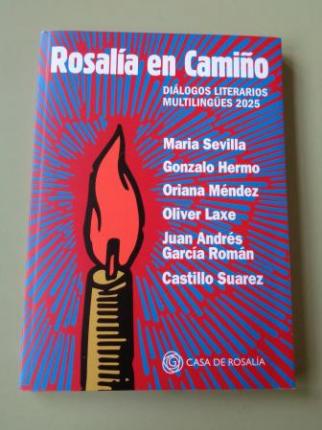 Rosalía en Camiño
DIÁLOGOS LITERARIOS
MULTILINGÜES 2025
Maria Sevilla
Gonzalo Hermo
Oriana Méndez
Oliver Laxe
Juan Andrés
García Román
Castillo Suarez
CASA DE ROSALÍA